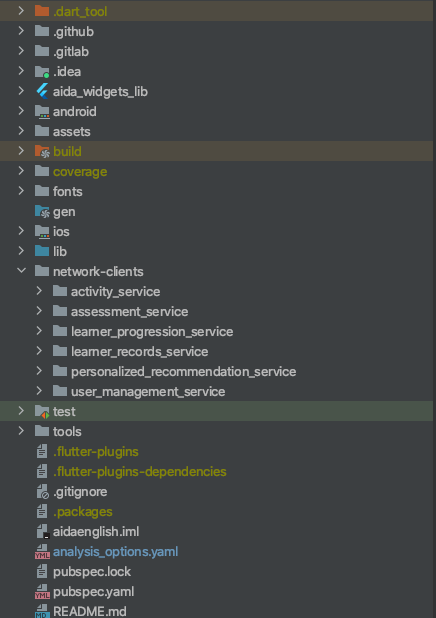 .dart_tool
.github
.gitlab
.idea
aida_widgets_lib
android
assets
build
coverage
fonts
gen
ios
lib
network-clients
activity_service
assessment_service
learner_progression_service
learner_records_service
personalized_recommendation_service
user_management_service
test
tools
.flutter-plugins
.flutter-plugins-dependencies
.gitignore
.packages
aidaenglish.iml
analysis_options.yaml
pubspec.lock
pubspec.yaml
README.md